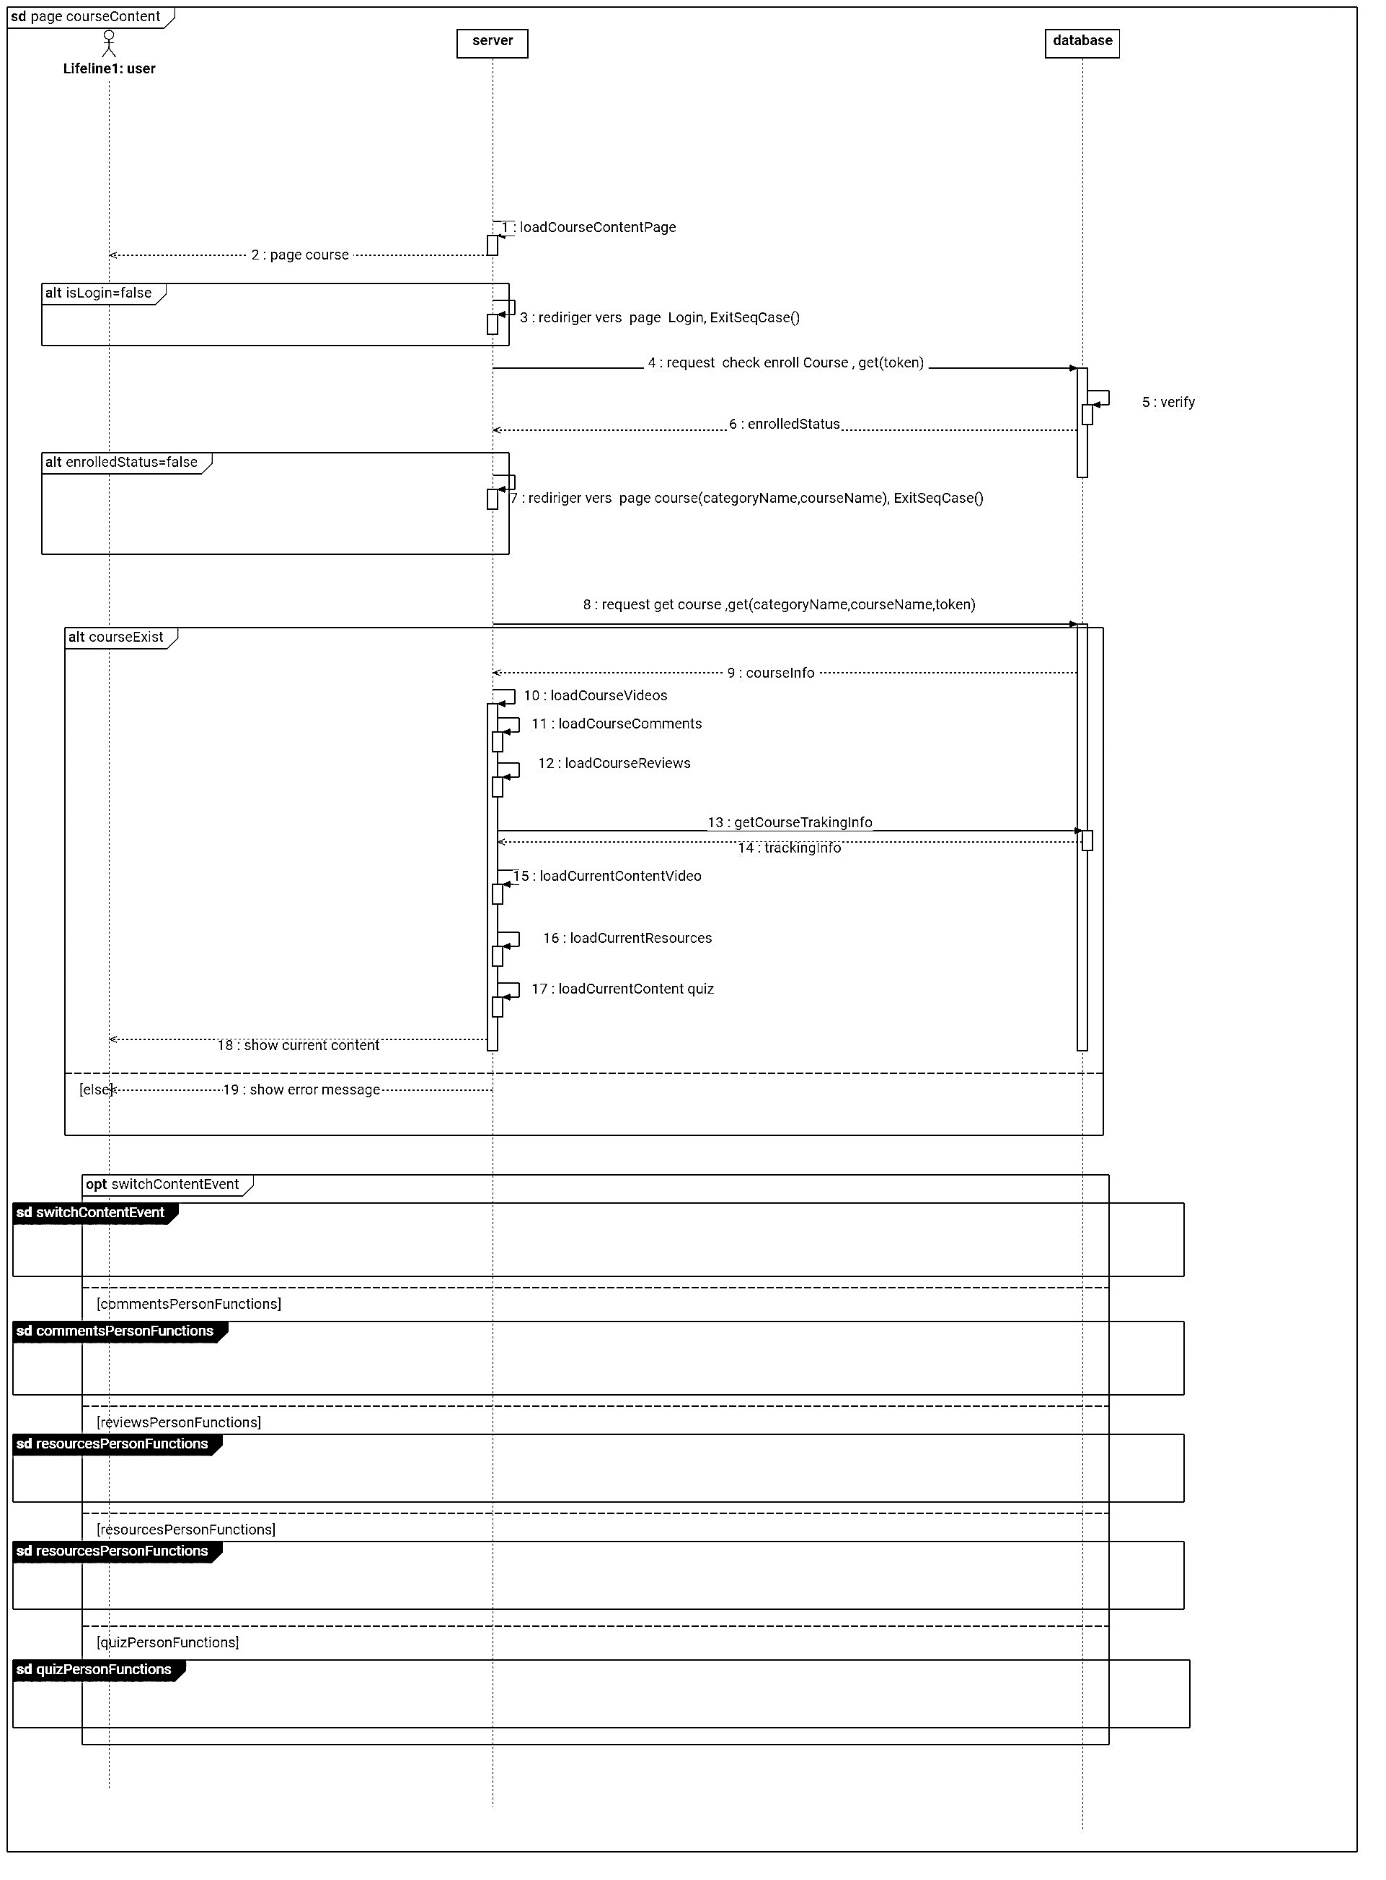 sd page courseContent
Lifeline1: user
server
database
1 : loadCourseContentPage
2 : page course
alt isLogin=false
3 : rediriger vers page Login, ExitSeqCase()
4 : request check enroll Course , get(token)
5 : verify
6 : enrolledStatus
alt enrolledStatus=false
7 : rediriger vers page course(categoryName,courseName), ExitSeqCase()
8 : request get course ,get(categoryName,courseName,token)
alt courseExist
9 : courseInfo
10 : loadCourseVideos
11 : loadCourseComments
12 : loadCourseReviews
13 : getCourseTrakingInfo
14 : trackingInfo
15 : loadCurrentContentVideo
16 : loadCurrentResources
17 : loadCurrentContent quiz
18 : show current content
[else]
19 : show error message
opt switchContentEvent
sd switchContentEvent
[commentsPersonFunctions]
sd commentsPersonFunctions
[reviewsPersonFunctions]
sd resourcesPersonFunctions
[resourcesPersonFunctions]
sd resourcesPersonFunctions
[quizPersonFunctions]
sd quizPersonFunctions